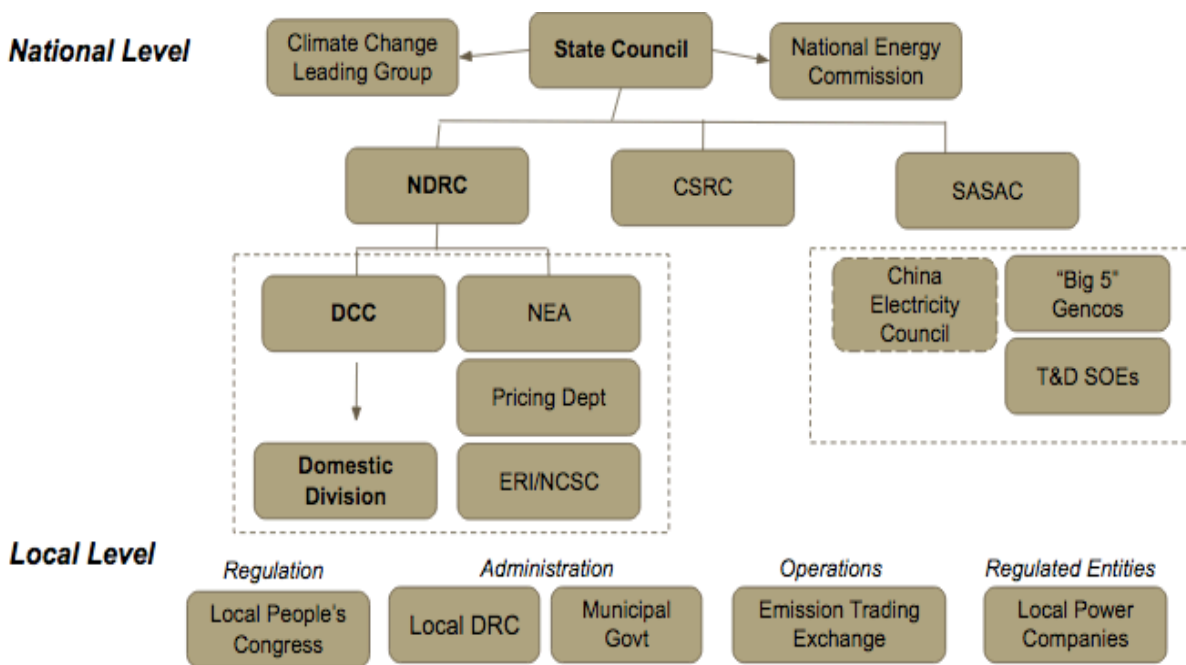 National Level
Climate Change
Leading Group
State Council
National Energy
Commission
NDRC
CSRC
SASAC
DCC
NEA
China
Electricity
Council
“Big 5”
Gencos
Pricing Dept
T&D SOEs
Domestic
Division
ERI/NCSC
Local Level
Regulation
Administration
Operations
Regulated Entities
Local People's
Congress
Local DRC
Municipal
Govt
Emission Trading
Exchange
Local Power
Companies